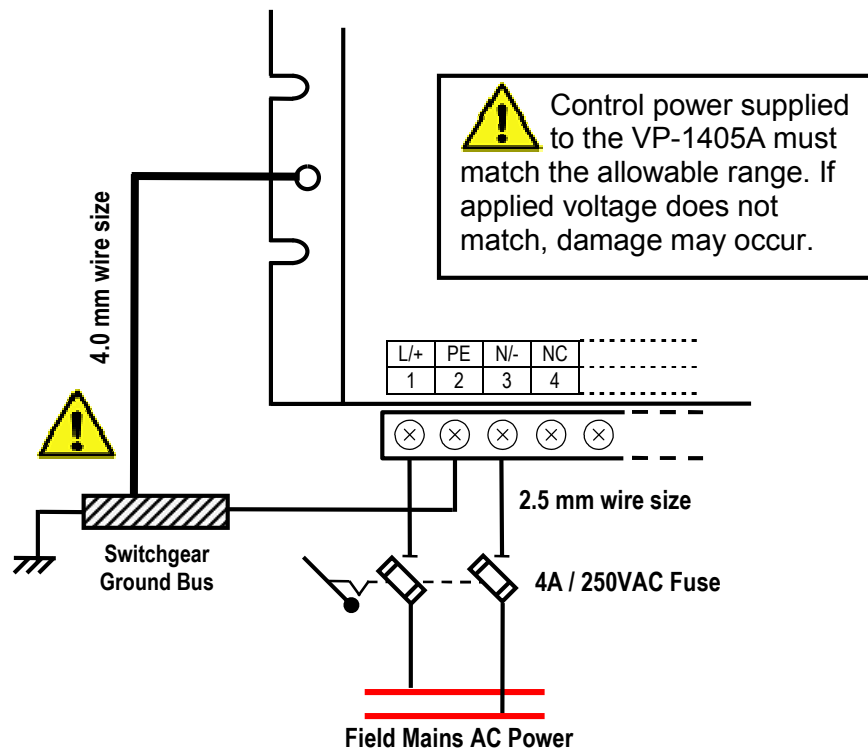 Control power supplied
to the VP-1405A must
match the allowable range. If
applied voltage does not
match, damage may occur.
4.0 mm wire size
L/+ PE N/- NC
1 2 3 4
2.5 mm wire size
Switchgear
Ground Bus
4A / 250VAC Fuse
Field Mains AC Power